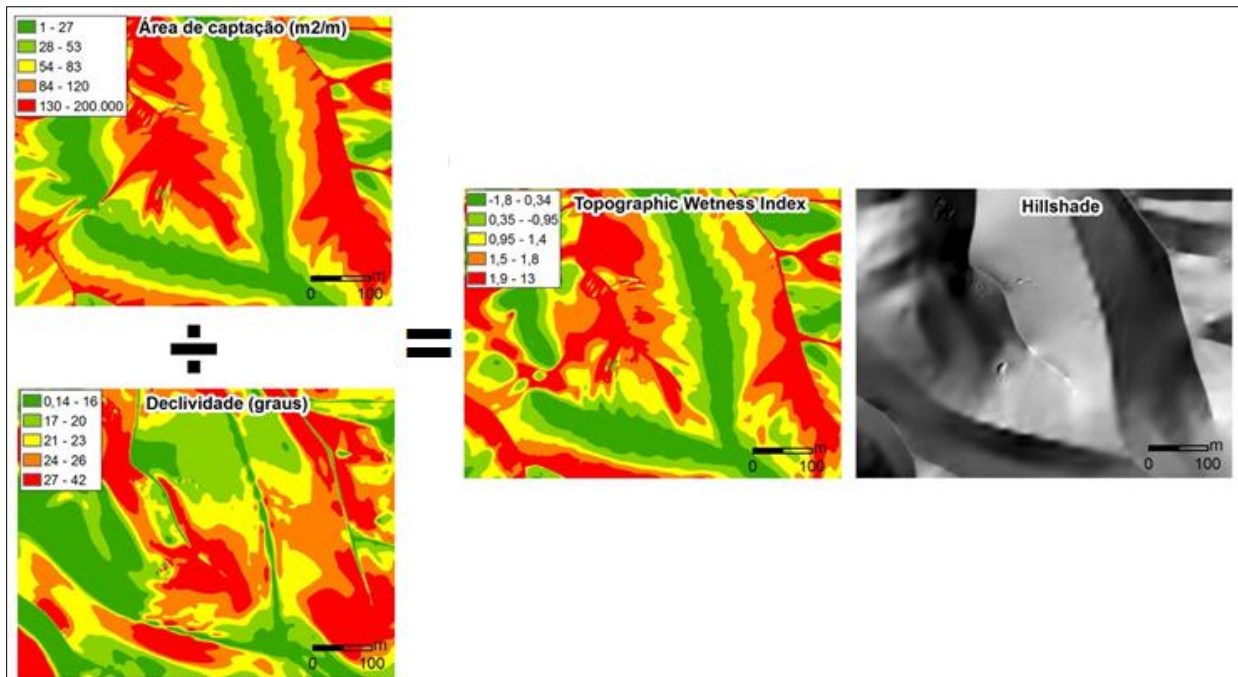 Área de captação (m2/m)
1 - 27
28 - 53
54 - 83
84 - 120
130 - 200.000
m
0 100
÷
=
Declividade (graus)
0,14 - 16
17 - 20
21 - 23
24 - 26
27 - 42
m
0 100
Topographic Wetness Index
-1,8 - 0,34
0,35 - -0,95
0,95 - 1,4
1,5 - 1,8
1,9 - 13
m
0 100
Hillshade
m
0 100